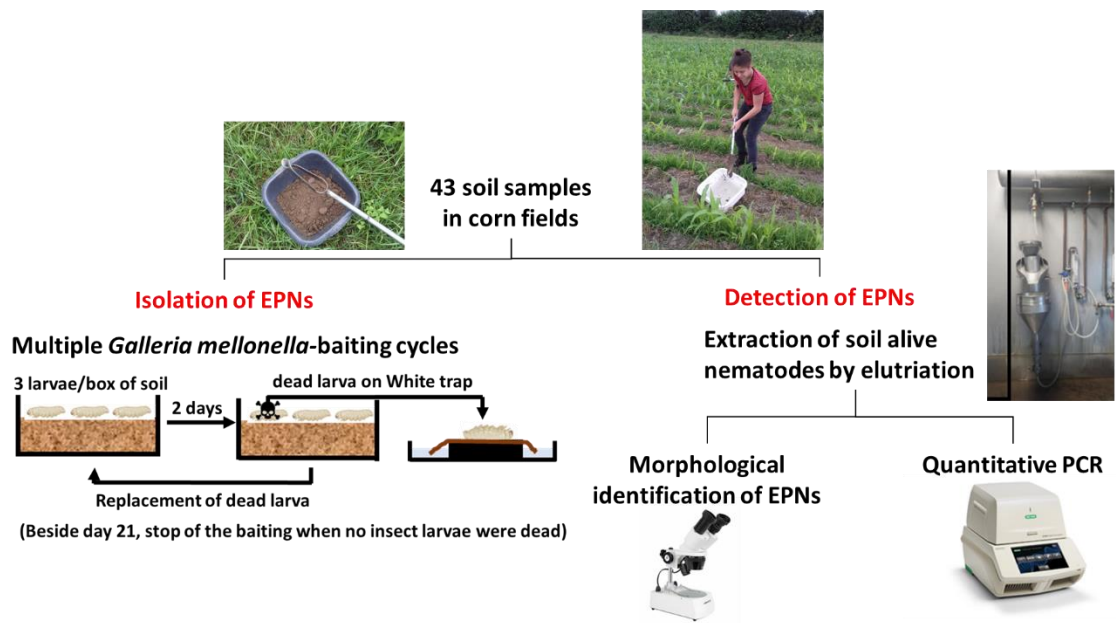 43 soil samples
in corn fields
Isolation of EPNs
Multiple Galleria mellonella-baiting cycles
3 larvae/box of soil
2 days
dead larva on White trap
Replacement of dead larva
(Beside day 21, stop of the baiting when no insect larvae were dead)
Detection of EPNs
Extraction of soil alive
nematodes by elutriation
Morphological
identification of EPNs
Quantitative PCR